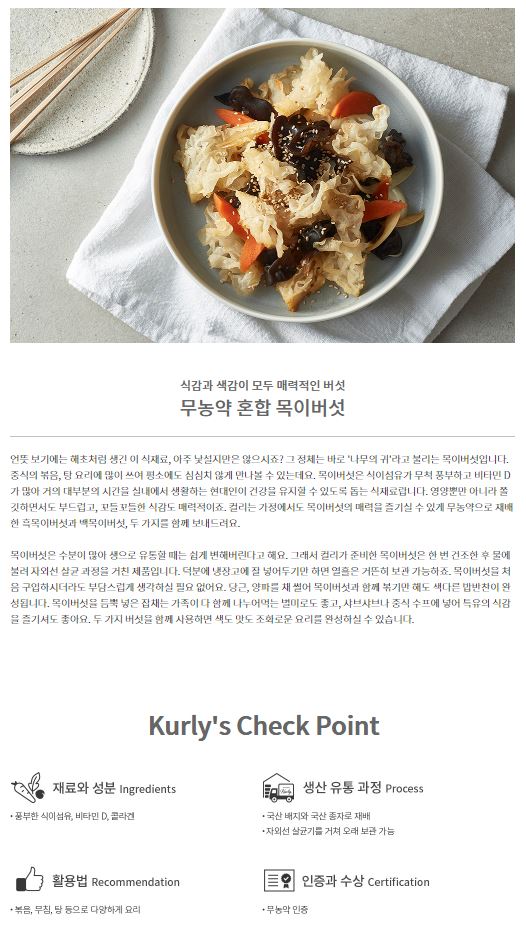 식감과 색감이 모두 매력적인 버섯
무농약 혼합 목이버섯
언뜻 보기에는 해초처럼 생긴 이 식재료, 아주 낯설지만은 않으시죠? 그 정체는 바로 '나무의 귀'라고 불리는 목이버섯입니다.
중식의 볶음, 탕 요리에 많이 쓰여 평소에도 심심치 않게 만나볼 수 있는데요. 목이버섯은 식이섬유가 무척 풍부하고 비타민 D
가 많아 거의 대부분의 시간을 실내에서 생활하는 현대인이 건강을 유지할 수 있도록 돕는 식재료랍니다. 영양뿐만 아니라 쫄
깃하면서도 부드럽고, 꼬들꼬들한 식감도 매력적이죠. 컬리는 가정에서도 목이버섯의 매력을 즐기실 수 있게 무농약으로 재배
한 흑목이버섯과 백목이버섯, 두 가지를 함께 보내드려요.
목이버섯은 수분이 많아 생으로 유통할 때는 쉽게 변해버린다고 해요. 그래서 컬리가 준비한 목이버섯은 한 번 건조한 후 물에
불려 자외선 살균 과정을 거친 제품입니다. 덕분에 냉장고에 잘 넣어두기만 하면 열흘은 거뜬히 보관 가능하죠. 목이버섯을 처
음 구입하시더라도 부담스럽게 생각하실 필요 없어요. 당근, 양파를 채 썰어 목이버섯과 함께 볶기만 해도 색다른 밥반찬이 완
성됩니다. 목이버섯을 듬뿍 넣은 잡채는 가족이 다 함께 나누어먹는 별미로도 좋고, 샤브샤브나 중식 수프에 넣어 특유의 식감
을 즐기셔도 좋아요. 두 가지 버섯을 함께 사용하면 색도 맛도 조화로운 요리를 완성하실 수 있습니다.
Kurly's Check Point
재료와 성분 Ingredients
• 풍부한 식이섬유, 비타민 D, 콜라겐
생산 유통 과정 Process
• 국산 배지와 국산 종자로 재배
• 자외선 살균기를 거쳐 오래 보관 가능
활용법 Recommendation
• 볶음, 무침, 탕 등으로 다양하게 요리
인증과 수상 Certification
• 무농약 인증